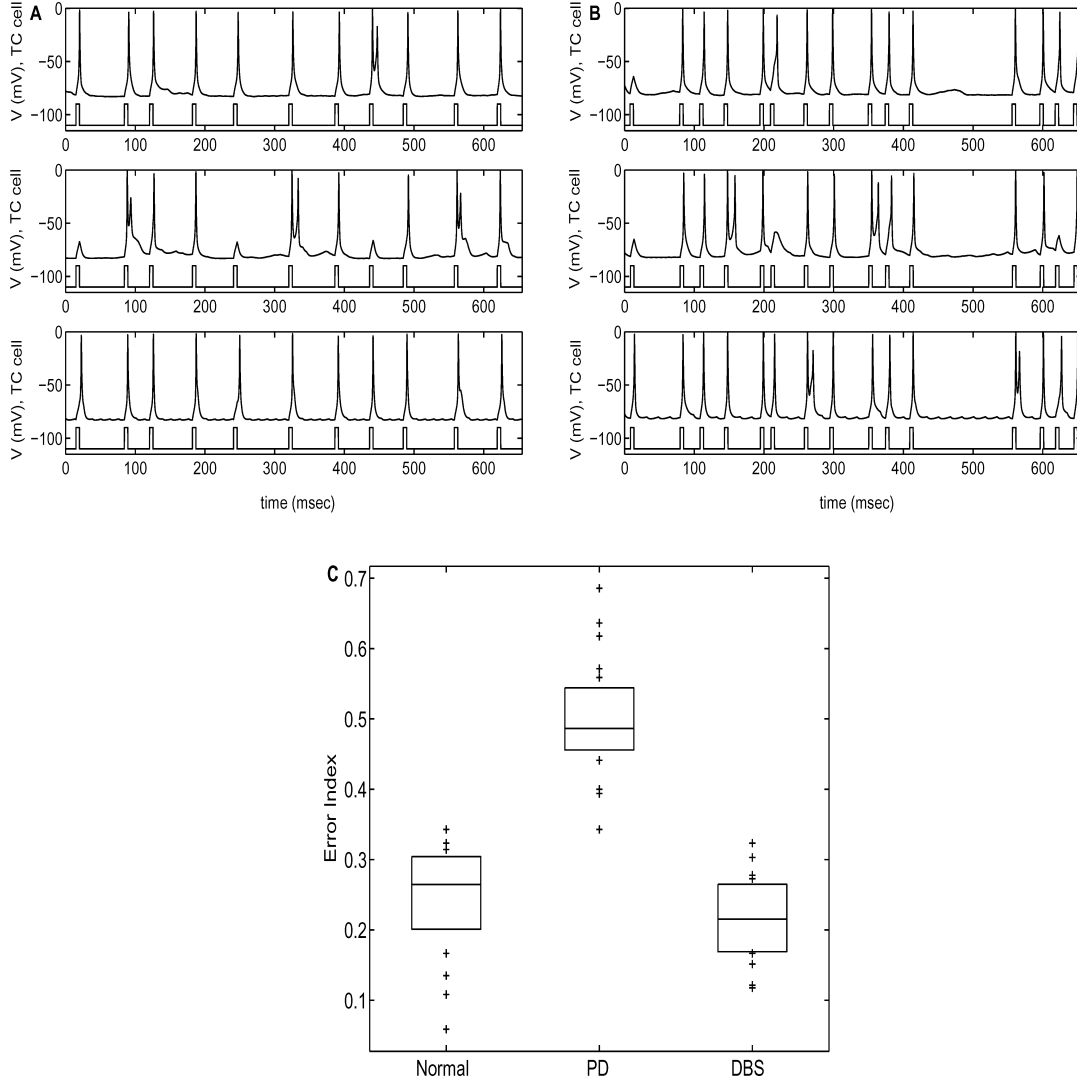 A
B
V (mV), TC cell
0
−50
−100
0 100 200 300 400 500 600
V (mV), TC cell
0
−50
−100
0 100 200 300 400 500 600
V (mV), TC cell
0
−50
−100
0 100 200 300 400 500 600
V (mV), TC cell
0
−50
−100
0 100 200 300 400 500 600
V (mV), TC cell
0
−50
−100
0 100 200 300 400 500 600
time (msec)
V (mV), TC cell
0
−50
−100
0 100 200 300 400 500 600
time (msec)
C
0.7
0.6
0.5
0.4
0.3
0.2
0.1
Error Index
Normal PD DBS